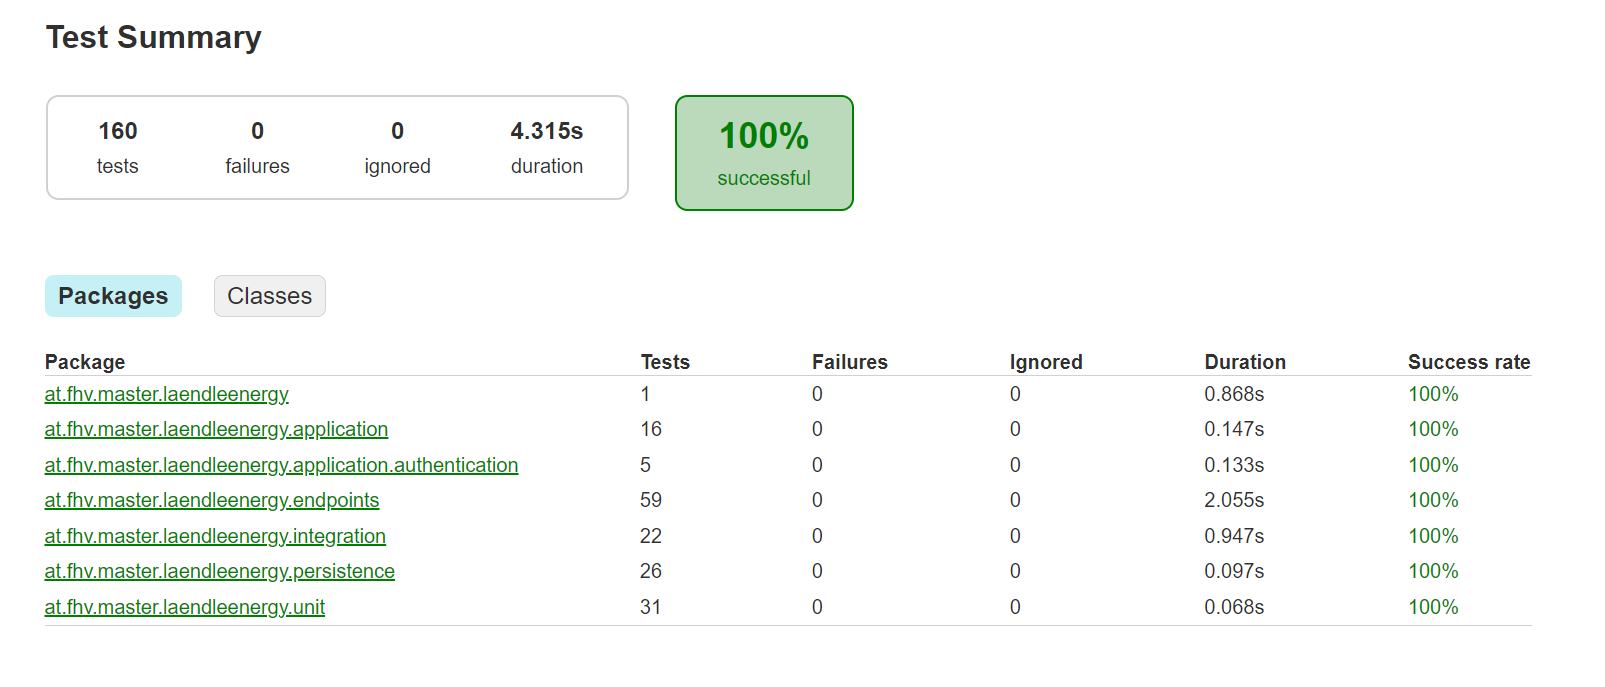 Test Summary
160 0 0 4.315s 100%
tests failures ignored duration successful
Packages Classes
Package Tests Failures Ignored Duration Success rate
at.fhv.master.laendleenergy 1 0 0 0.868s 100%
at.fhv.master.laendleenergy.application 16 0 0 0.147s 100%
at.fhv.master.laendleenergy.application.authentication 5 0 0 0.133s 100%
at.fhv.master.laendleenergy.endpoints 59 0 0 2.055s 100%
at.fhv.master.laendleenergy.integration 22 0 0 0.947s 100%
at.fhv.master.laendleenergy.persistence 26 0 0 0.097s 100%
at.fhv.master.laendleenergy.unit 31 0 0 0.068s 100%